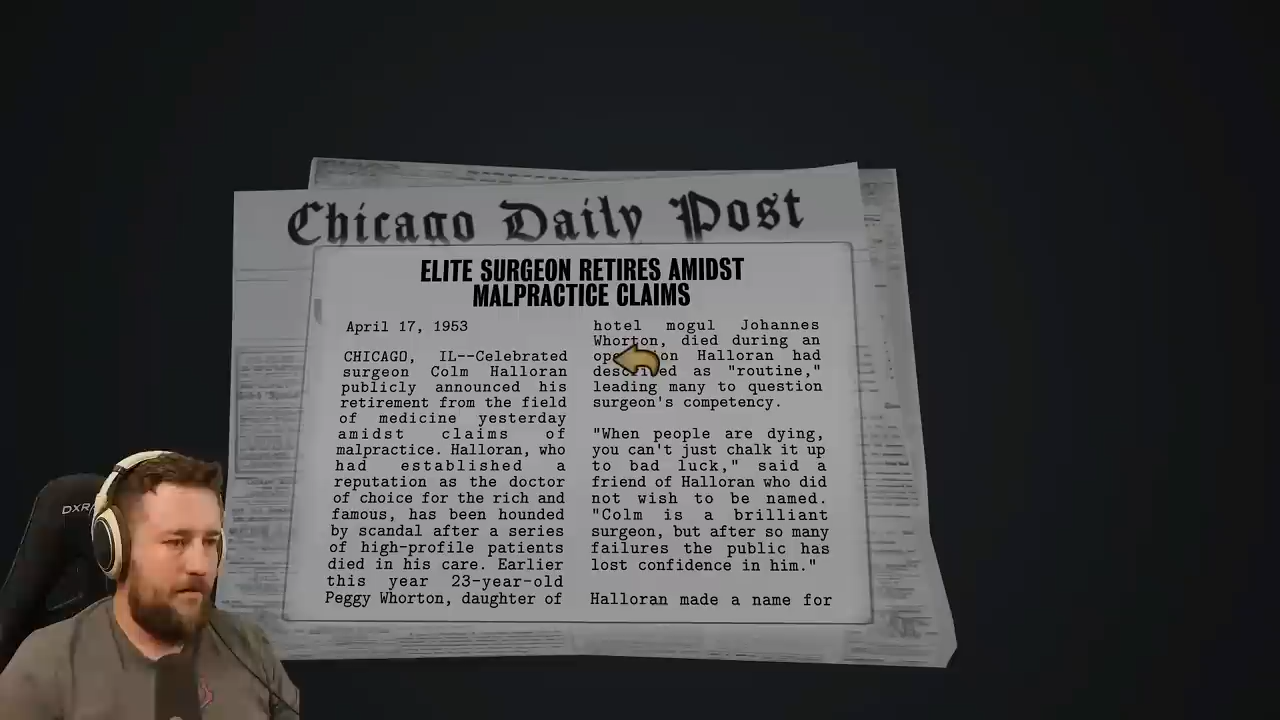 Chicago Daily Post
ELITE SURGEON RETIRES AMIDST
MALPRACTICE CLAIMS
April 17, 1953
CHICAGO, IL--Celebrated
surgeon Colm Halloran
publicly announced his
retirement from the field
of medicine yesterday
amidst claims of
malpractice. Halloran, who
had established a
reputation as the doctor
of choice for the rich and
famous, has been hounded
by scandal after a series
of high-profile patients
died in his care. Earlier
this year 23-year-old
Peggy Whorton, daughter of
hotel mogul Johannes
Whorton, died during an
Halloran had
as "routine,"
leading many to question
surgeon's competency.
"When people are dying,
you can't just chalk it up
to bad luck," said a
friend of Halloran who did
not wish to be named.
"Colm is a brilliant
surgeon, but after so many
failures the public has
lost confidence in him."
Halloran made a name for